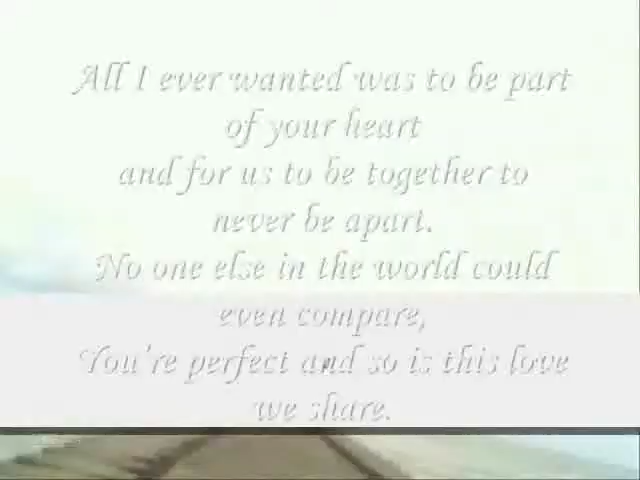 All I ever wanted was to be part
of your heart
and for us to be together to
never be apart.
No one else in the world could
even compare,
You're perfect and so is this love
we share.